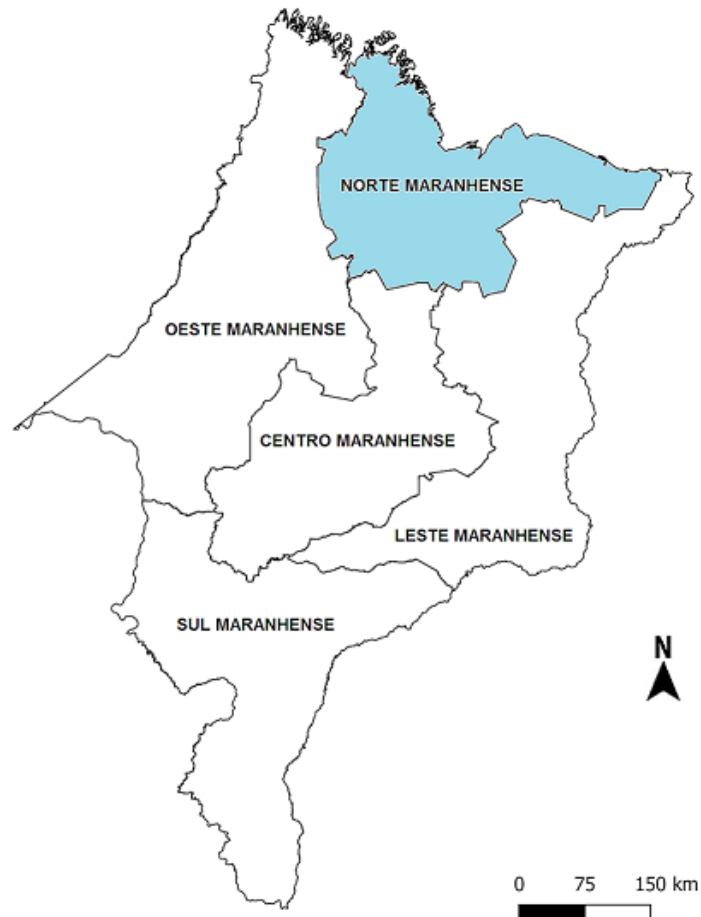 NORTE MARANHENSE
OESTE MARANHENSE
CENTRO MARANHENSE
LESTE MARANHENSE
SUL MARANHENSE
N
0 75 150 km